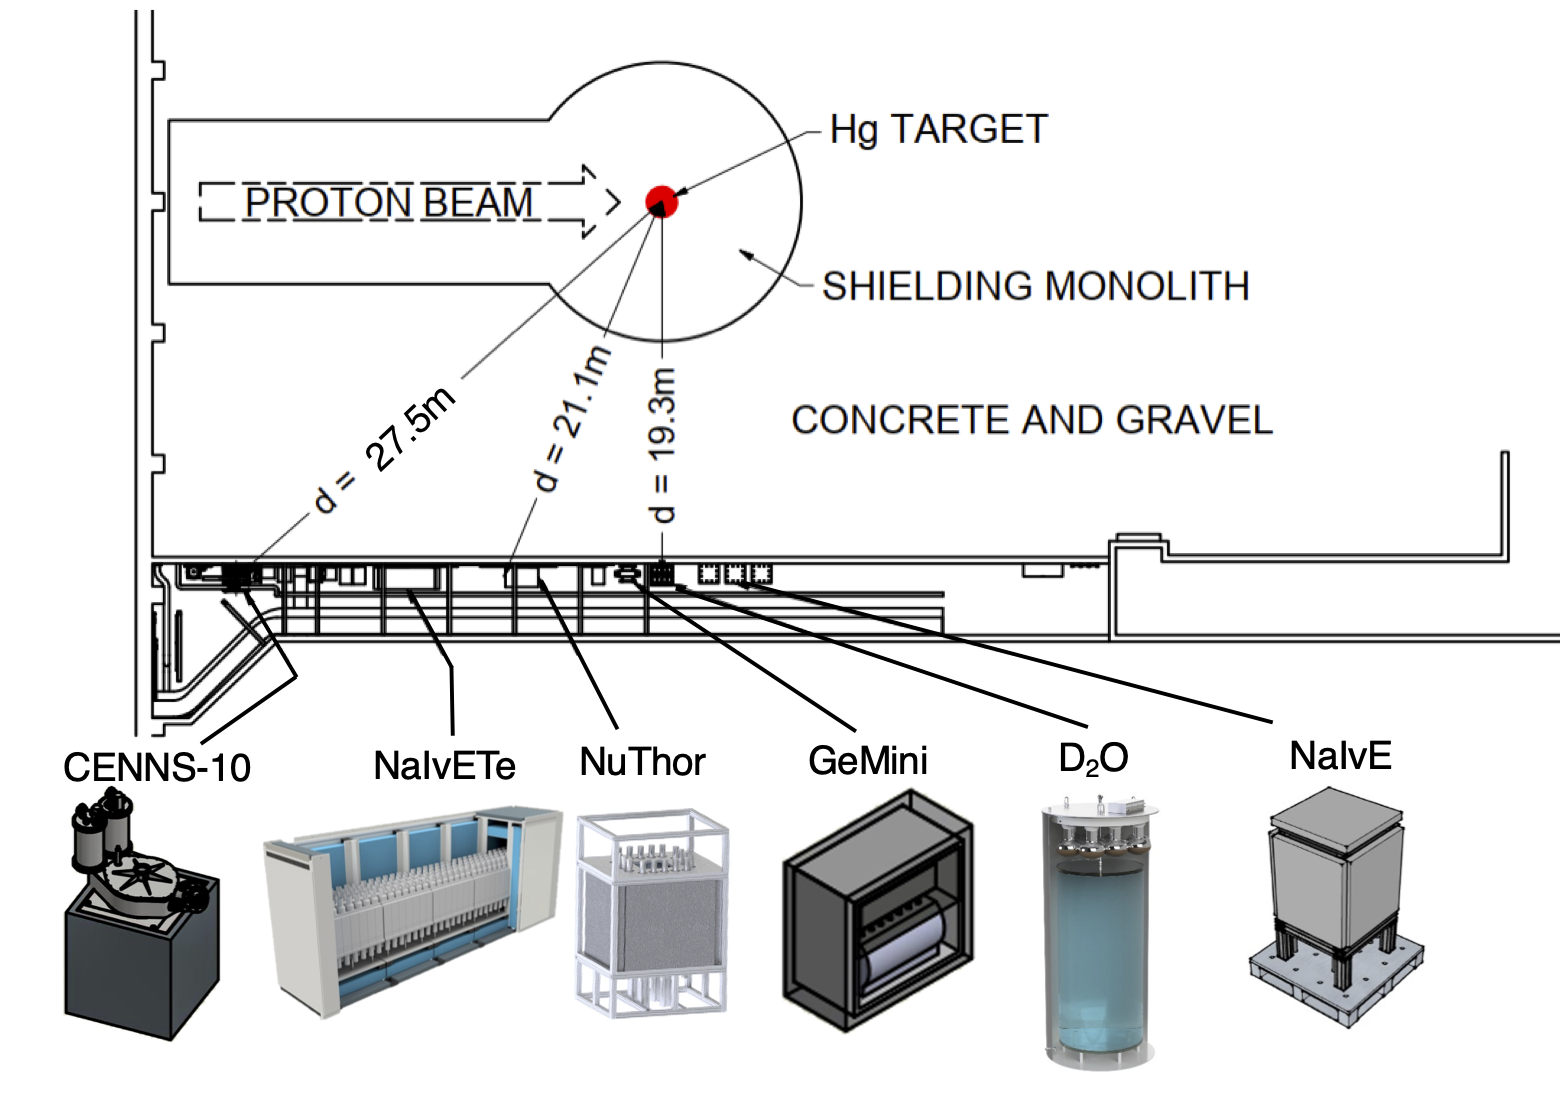 Hg TARGET
PROTON BEAM
SHIELDING MONOLITH
d = 27.5m
d = 21.1m
d = 19.3m
CONCRETE AND GRAVEL
CENNS-10
NaIvETe
NuThor
GeMini
D₂O
NaIvE